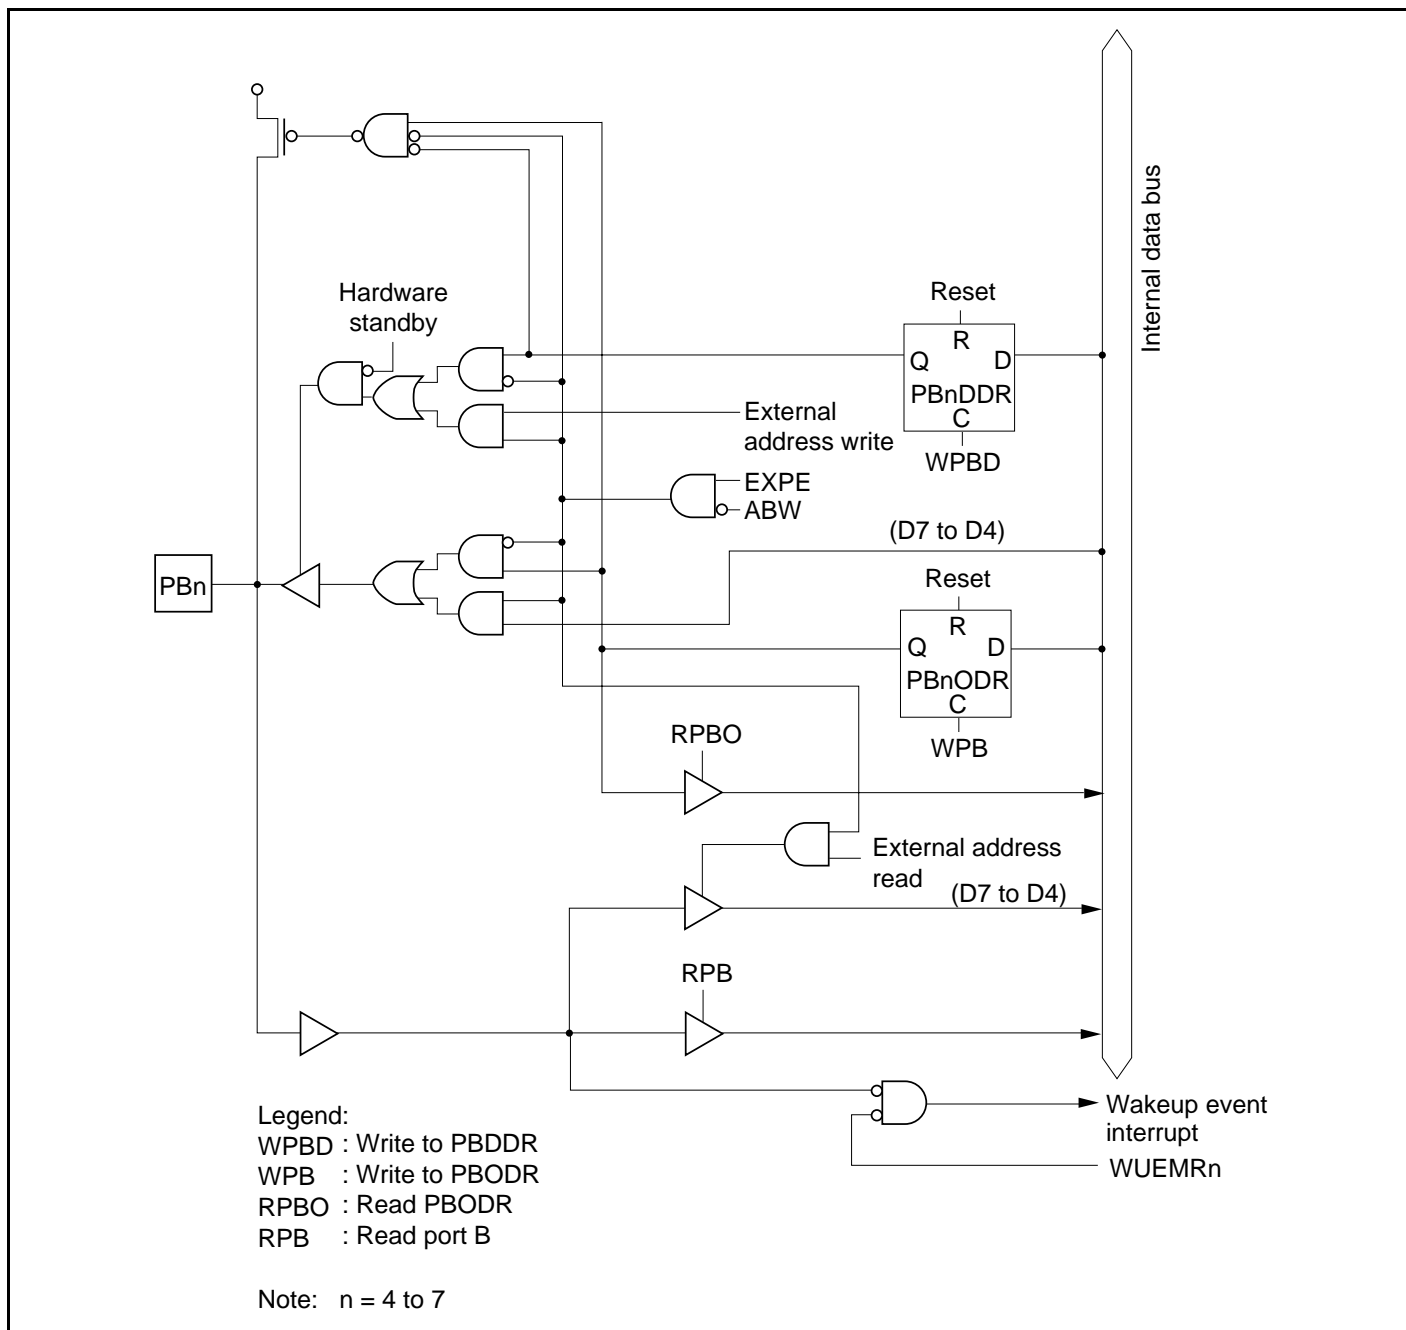 Internal data bus
Hardware
standby
Reset
R
Q
D
PBnDDR
C
WPBD
External
address write
EXPE
ABW
(D7 to D4)
PBn
Reset
R
Q
D
PBnODR
C
WPB
RPBO
External address
read
(D7 to D4)
RPB
Wakeup event
interrupt
WUEMRn
Legend:
WPBD : Write to PBDDR
WPB : Write to PBODR
RPBO : Read PBODR
RPB : Read port B
Note: n = 4 to 7